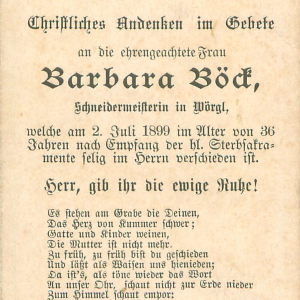 Christliches Andenken im Gebete
an die ehrengeachtete Frau
Barbara Böck,
Schneidermeisterin in Wörgl,
welche am 2. Juli 1899 im Alter von 36
Jahren nach Empfang der hl. Sterbsakra-
mente selig im Herrn verschieden ist.
Herr, gib ihr die ewige Ruhe!
Es stehen am Grabe die Deinen,
Das Herz von Kummer schwer;
Gatte und Kinder weinen,
Die Mutter ist nicht mehr.
Zu früh, zu früh bist du geschieden
Und läßt als Waisen uns hienieden;
Da ist's, als töne wieder das Wort
An unser Ohr, schaut nicht zur Erde nieder
Zum Himmel schaut empor;